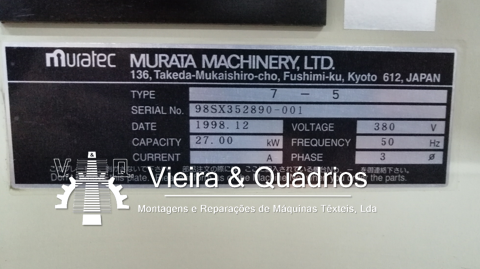 muratec MURATA MACHINERY, LTD.
136, Takeda-Mukaishiro-cho, Fushimi-ku, Kyoto 612, JAPAN
TYPE 7 - 5
SERIAL No. 98SX352890-001
DATE 1998.12 VOLTAGE 380 V
CAPACITY 27.00 kW FREQUENCY 50 Hz
CURRENT A PHASE 3 ø
the parts.
V & Q
Vieira & Quadrios
Montagens e Reparações de Máquinas Têxteis, Lda